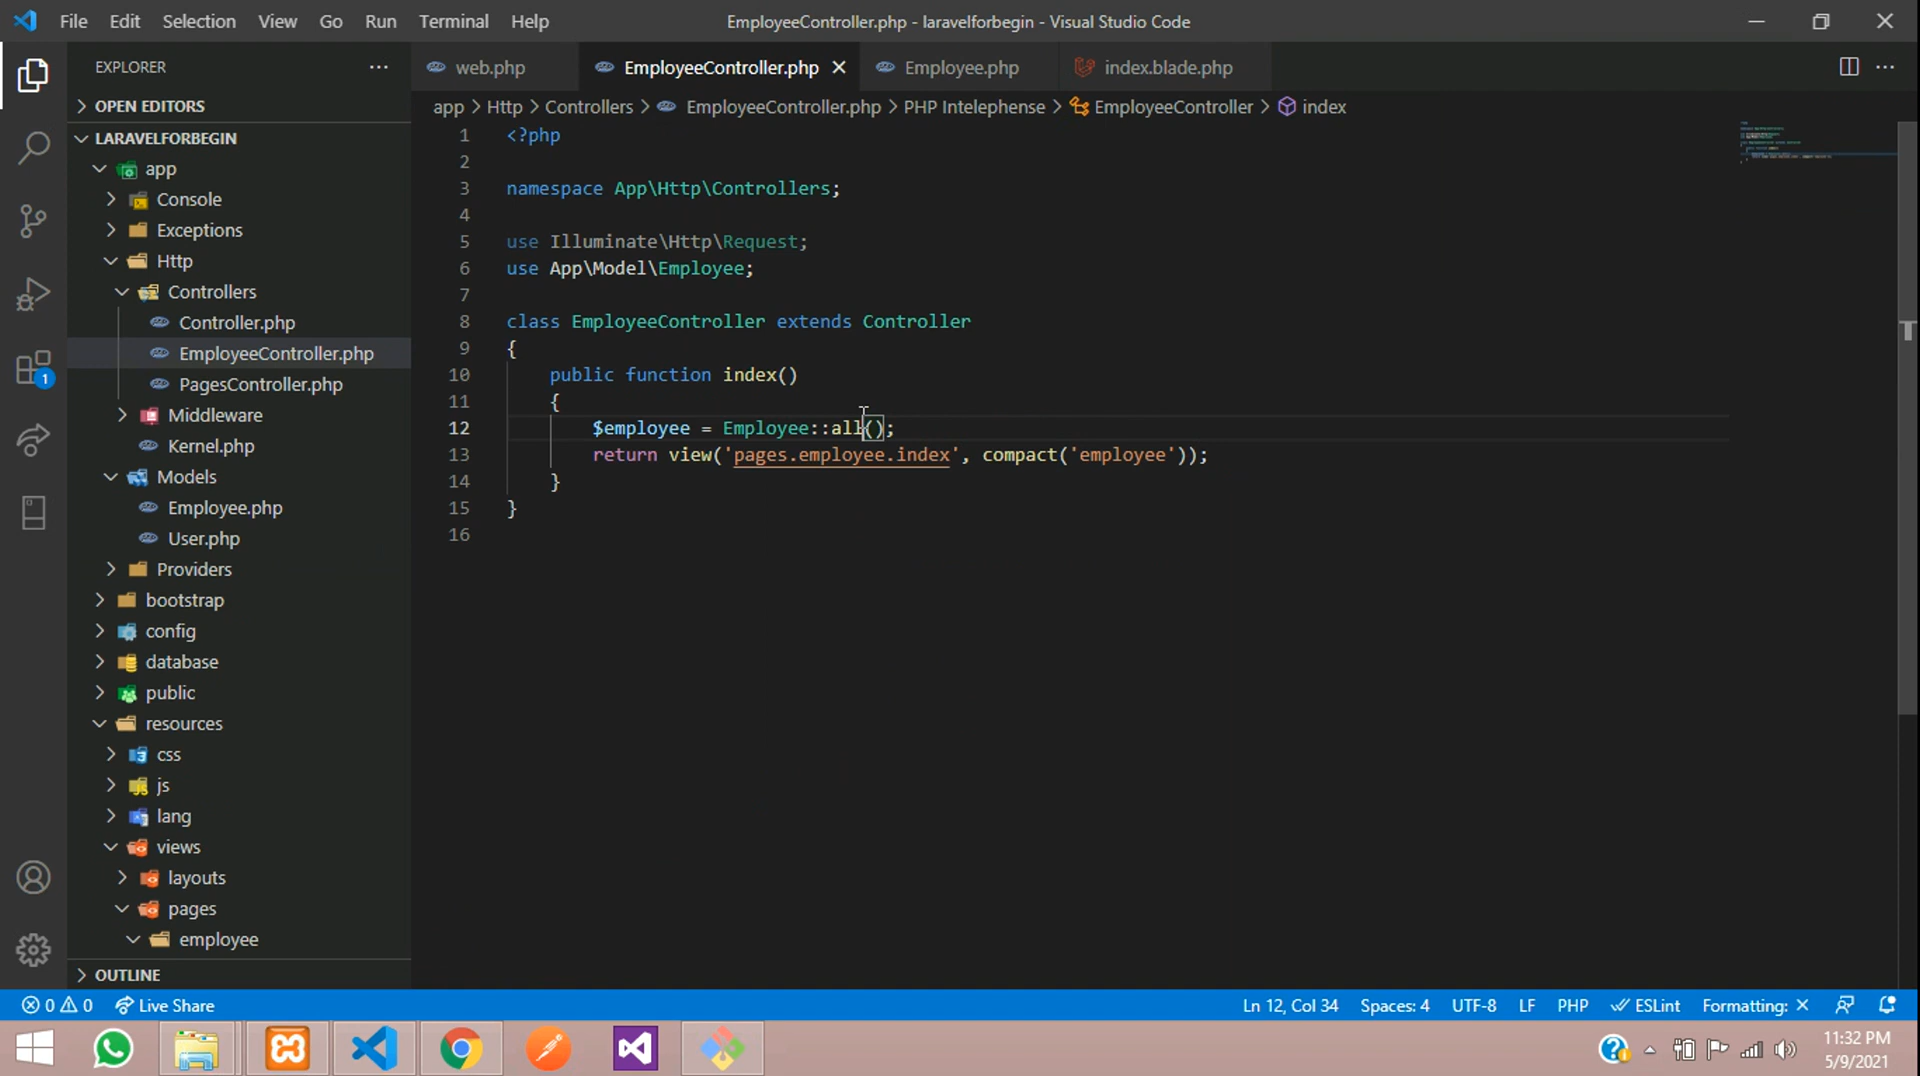 File Edit Selection View Go Run Terminal Help
EmployeeController.php - laravelforbegin - Visual Studio Code
EXPLORER
OPEN EDITORS
LARAVELFORBEGIN
app
Console
Exceptions
Http
Controllers
Controller.php
EmployeeController.php
PagesController.php
Middleware
Kernel.php
Models
Employee.php
User.php
Providers
bootstrap
config
database
public
resources
css
js
lang
views
layouts
pages
employee
OUTLINE
web.php EmployeeController.php Employee.php index.blade.php
app > Http > Controllers > EmployeeController.php > PHP Intelephense > EmployeeController > index
1 <?php
2
3 namespace App\Http\Controllers;
4
5 use Illuminate\Http\Request;
6 use App\Model\Employee;
7
8 class EmployeeController extends Controller
9 {
10 public function index()
11 {
12 $employee = Employee::all();
13 return view('pages.employee.index', compact('employee'));
14 }
15 }
16
1
0 0 Live Share Ln 12, Col 34 Spaces: 4 UTF-8 LF PHP ESLint Formatting: ×
11:32 PM
5/9/2021